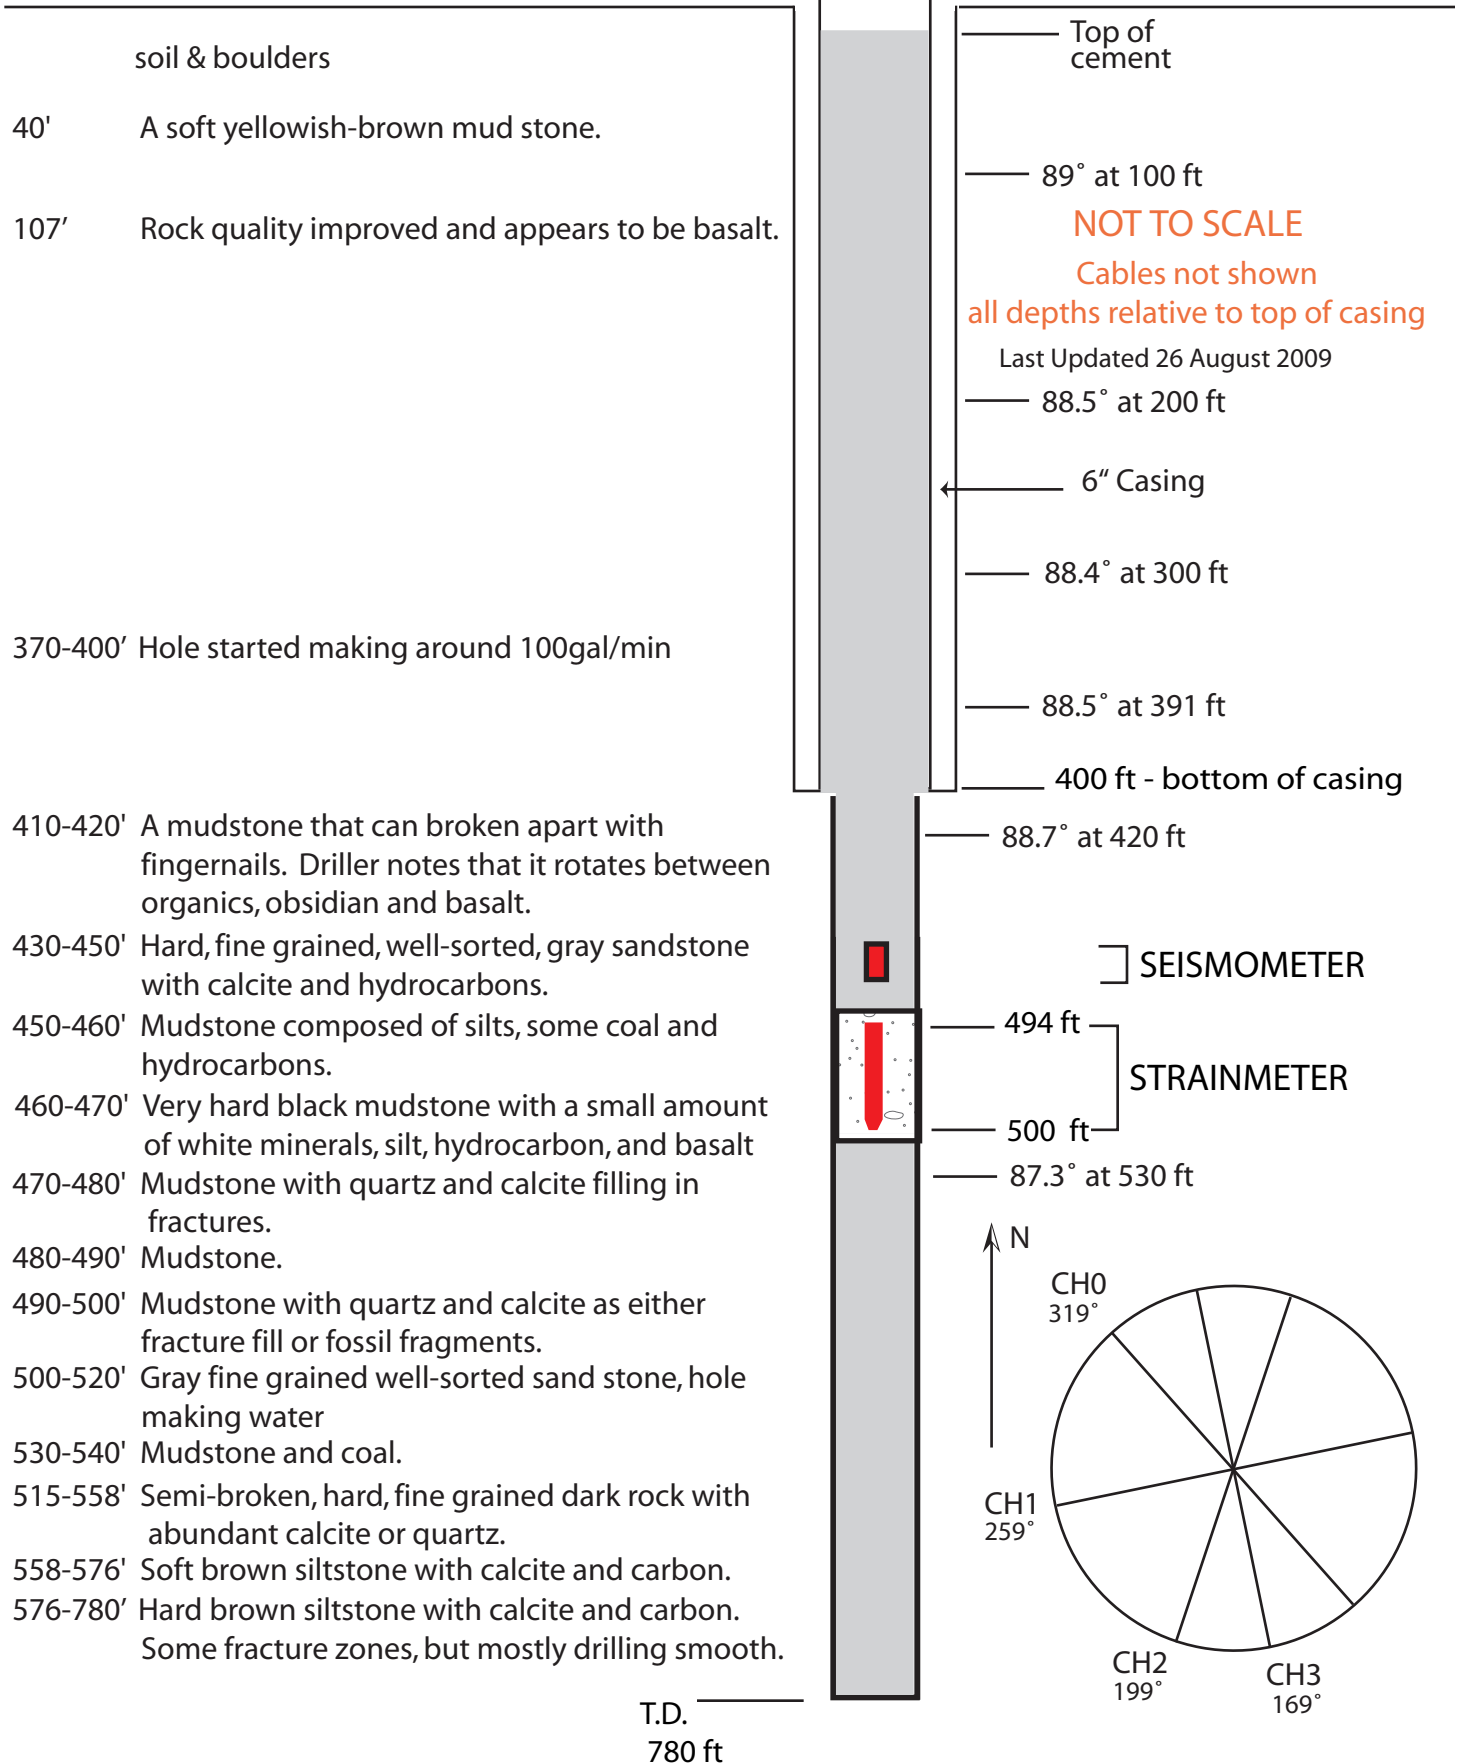 soil & boulders
40' A soft yellowish-brown mud stone.
107’ Rock quality improved and appears to be basalt.
370-400’ Hole started making around 100gal/min
410-420' A mudstone that can broken apart with
fingernails. Driller notes that it rotates between
organics, obsidian and basalt.
430-450' Hard, fine grained, well-sorted, gray sandstone
with calcite and hydrocarbons.
450-460' Mudstone composed of silts, some coal and
hydrocarbons.
460-470' Very hard black mudstone with a small amount
of white minerals, silt, hydrocarbon, and basalt
470-480' Mudstone with quartz and calcite filling in
fractures.
480-490' Mudstone.
490-500' Mudstone with quartz and calcite as either
fracture fill or fossil fragments.
500-520' Gray fine grained well-sorted sand stone, hole
making water
530-540' Mudstone and coal.
515-558' Semi-broken, hard, fine grained dark rock with
abundant calcite or quartz.
558-576' Soft brown siltstone with calcite and carbon.
576-780’ Hard brown siltstone with calcite and carbon.
Some fracture zones, but mostly drilling smooth.
T.D.
780 ft
Top of
cement
89˚ at 100 ft
NOT TO SCALE
Cables not shown
all depths relative to top of casing
Last Updated 26 August 2009
88.5˚ at 200 ft
6“ Casing
88.4˚ at 300 ft
88.5˚ at 391 ft
400 ft - bottom of casing
88.7˚ at 420 ft
SEISMOMETER
494 ft
STRAINMETER
500 ft
87.3˚ at 530 ft
N
CH0
319˚
CH1
259˚
CH2
199˚
CH3
169˚